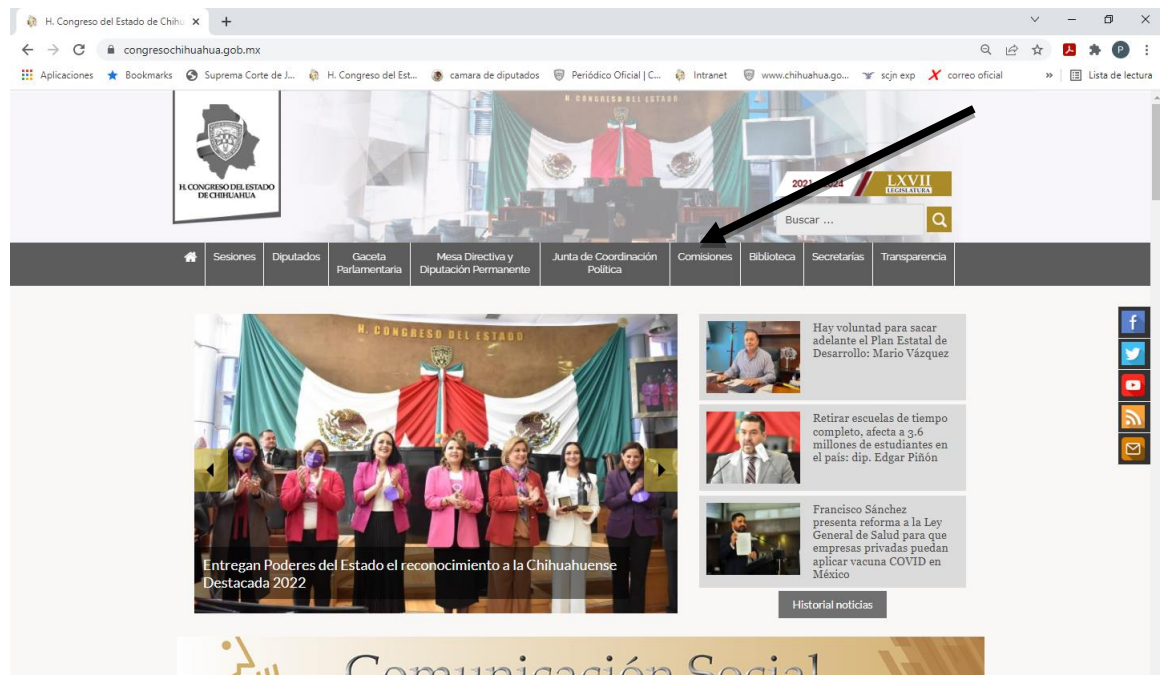 H. Congreso del Estado de Chihu
congresochihuahua.gob.mx
P
Aplicaciones Bookmarks Suprema Corte de J... H. Congreso del Est... camara de diputados Periódico Oficial | C... Intranet www.chihuahua.go... scjn exp correo oficial » Lista de lectura
H. CONGRESO DEL ESTADO
H. CONGRESO DEL ESTADO
DE CHIHUAHUA
LXVII
LEGISLATURA
Buscar ...
Sesiones
Diputados
Gaceta
Parlamentaria
Mesa Directiva y
Diputación Permanente
Junta de Coordinación
Política
Comisiones
Biblioteca
Secretarías
Transparencia
H. CONGRESO DEL ESTADO
Entregan Poderes del Estado el reconocimiento a la Chihuahuense
Destacada 2022
Hay voluntad para sacar
adelante el Plan Estatal de
Desarrollo: Mario Vázquez
Retirar escuelas de tiempo
completo, afecta a 3.6
millones de estudiantes en
el país: dip. Edgar Piñón
Francisco Sánchez
presenta reforma a la Ley
General de Salud para que
empresas privadas puedan
aplicar vacuna COVID en
México
Historial noticias
Comunicación Social